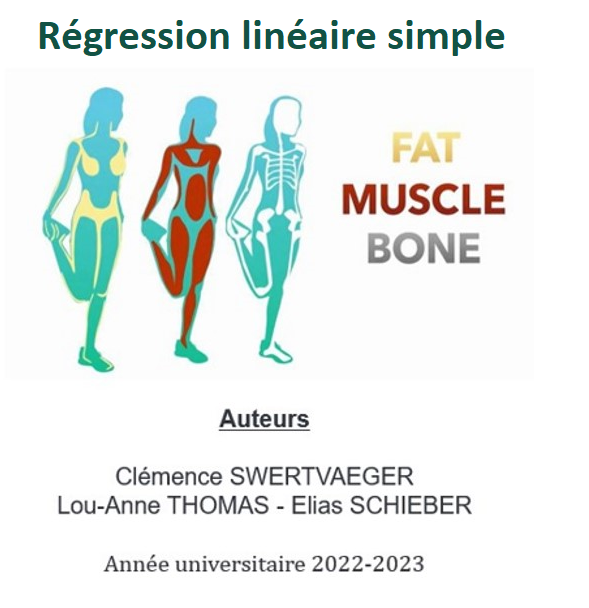 Régression linéaire simple
FAT
MUSCLE
BONE
Auteurs
Clémence SWERTVAEGER
Lou-Anne THOMAS - Elias SCHIEBER
Année universitaire 2022-2023